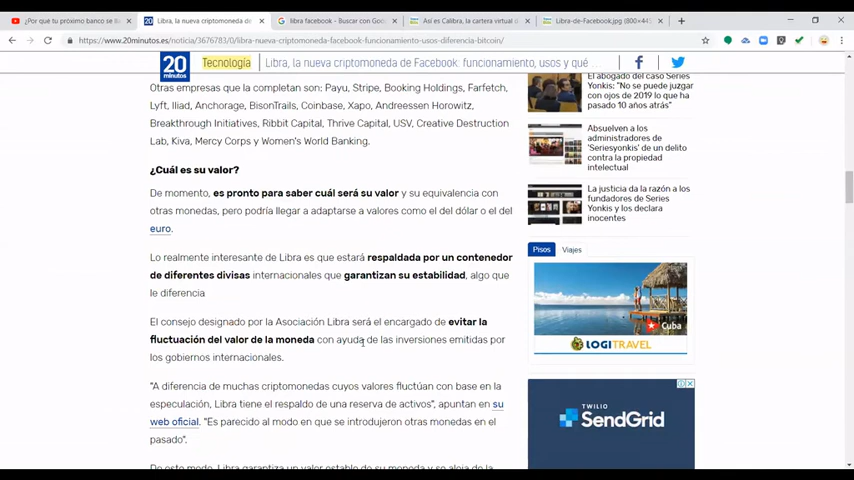 ¿Por qué tu próximo banco se lla
Libra, la nueva criptomoneda de
libra facebook - Buscar con Goo
Así es Calibra, la cartera virtual d
Libra-de-Facebook.jpg (800×44
https://www.20minutos.es/noticia/3676783/0/libra-nueva-criptomoneda-facebook-funcionamiento-usos-diferencia-bitcoin/
20 minutos
Tecnología
Libra, la nueva criptomoneda de Facebook: funcionamiento, usos y qué ...
Otras empresas que la completan son: Payu, Stripe, Booking Holdings, Farfetch,
Lyft, Iliad, Anchorage, BisonTrails, Coinbase, Xapo, Andreessen Horowitz,
Breakthrough Initiatives, Ribbit Capital, Thrive Capital, USV, Creative Destruction
Lab, Kiva, Mercy Corps y Women's World Banking.
¿Cuál es su valor?
De momento, es pronto para saber cuál será su valor y su equivalencia con
otras monedas, pero podría llegar a adaptarse a valores como el del dólar o el del
euro.
Lo realmente interesante de Libra es que estará respaldada por un contenedor
de diferentes divisas internacionales que garantizan su estabilidad, algo que
le diferencia
El consejo designado por la Asociación Libra será el encargado de evitar la
fluctuación del valor de la moneda con ayuda de las inversiones emitidas por
los gobiernos internacionales.
"A diferencia de muchas criptomonedas cuyos valores fluctúan con base en la
especulación, Libra tiene el respaldo de una reserva de activos", apuntan en su
web oficial. "Es parecido al modo en que se introdujeron otras monedas en el
pasado".
De este modo, Libra garantiza un valor estable de su moneda y se aleja de la
El abogado del caso Series
Yonkis: "No se puede juzgar
con ojos de 2019 lo que ha
pasado 10 años atrás"
Absuelven a los
administradores de
'Seriesyonkis' de un delito
contra la propiedad
intelectual
La justicia da la razón a los
fundadores de Series
Yonkis y los declara
inocentes
Pisos
Viajes
Cuba
LOGITRAVEL
TWILIO
SendGrid